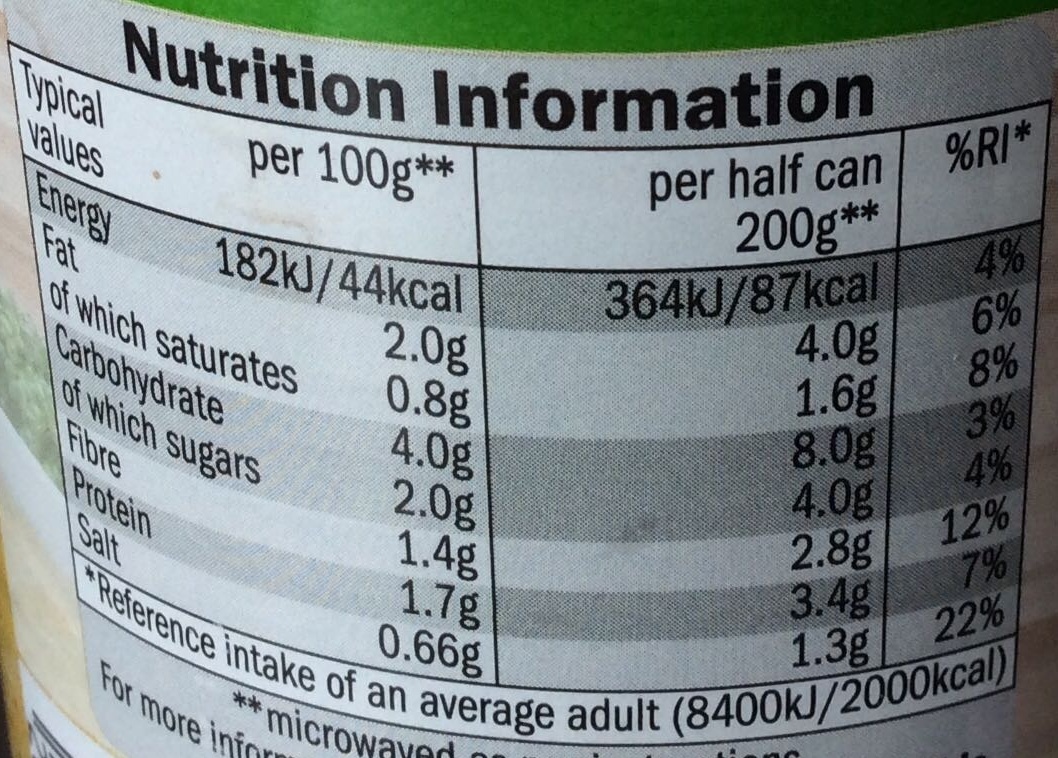 Nutrition Information
Typical values per 100g** per half can 200g** %RI*
Energy 182kJ/44kcal 364kJ/87kcal 4%
Fat 2.0g 4.0g 6%
of which saturates 0.8g 1.6g 8%
Carbohydrate 4.0g 8.0g 3%
of which sugars 2.0g 4.0g 4%
Fibre 1.4g 2.8g 12%
Protein 1.7g 3.4g 7%
Salt 0.66g 1.3g 22%
*Reference intake of an average adult (8400kJ/2000kcal)
**microwaved
For more